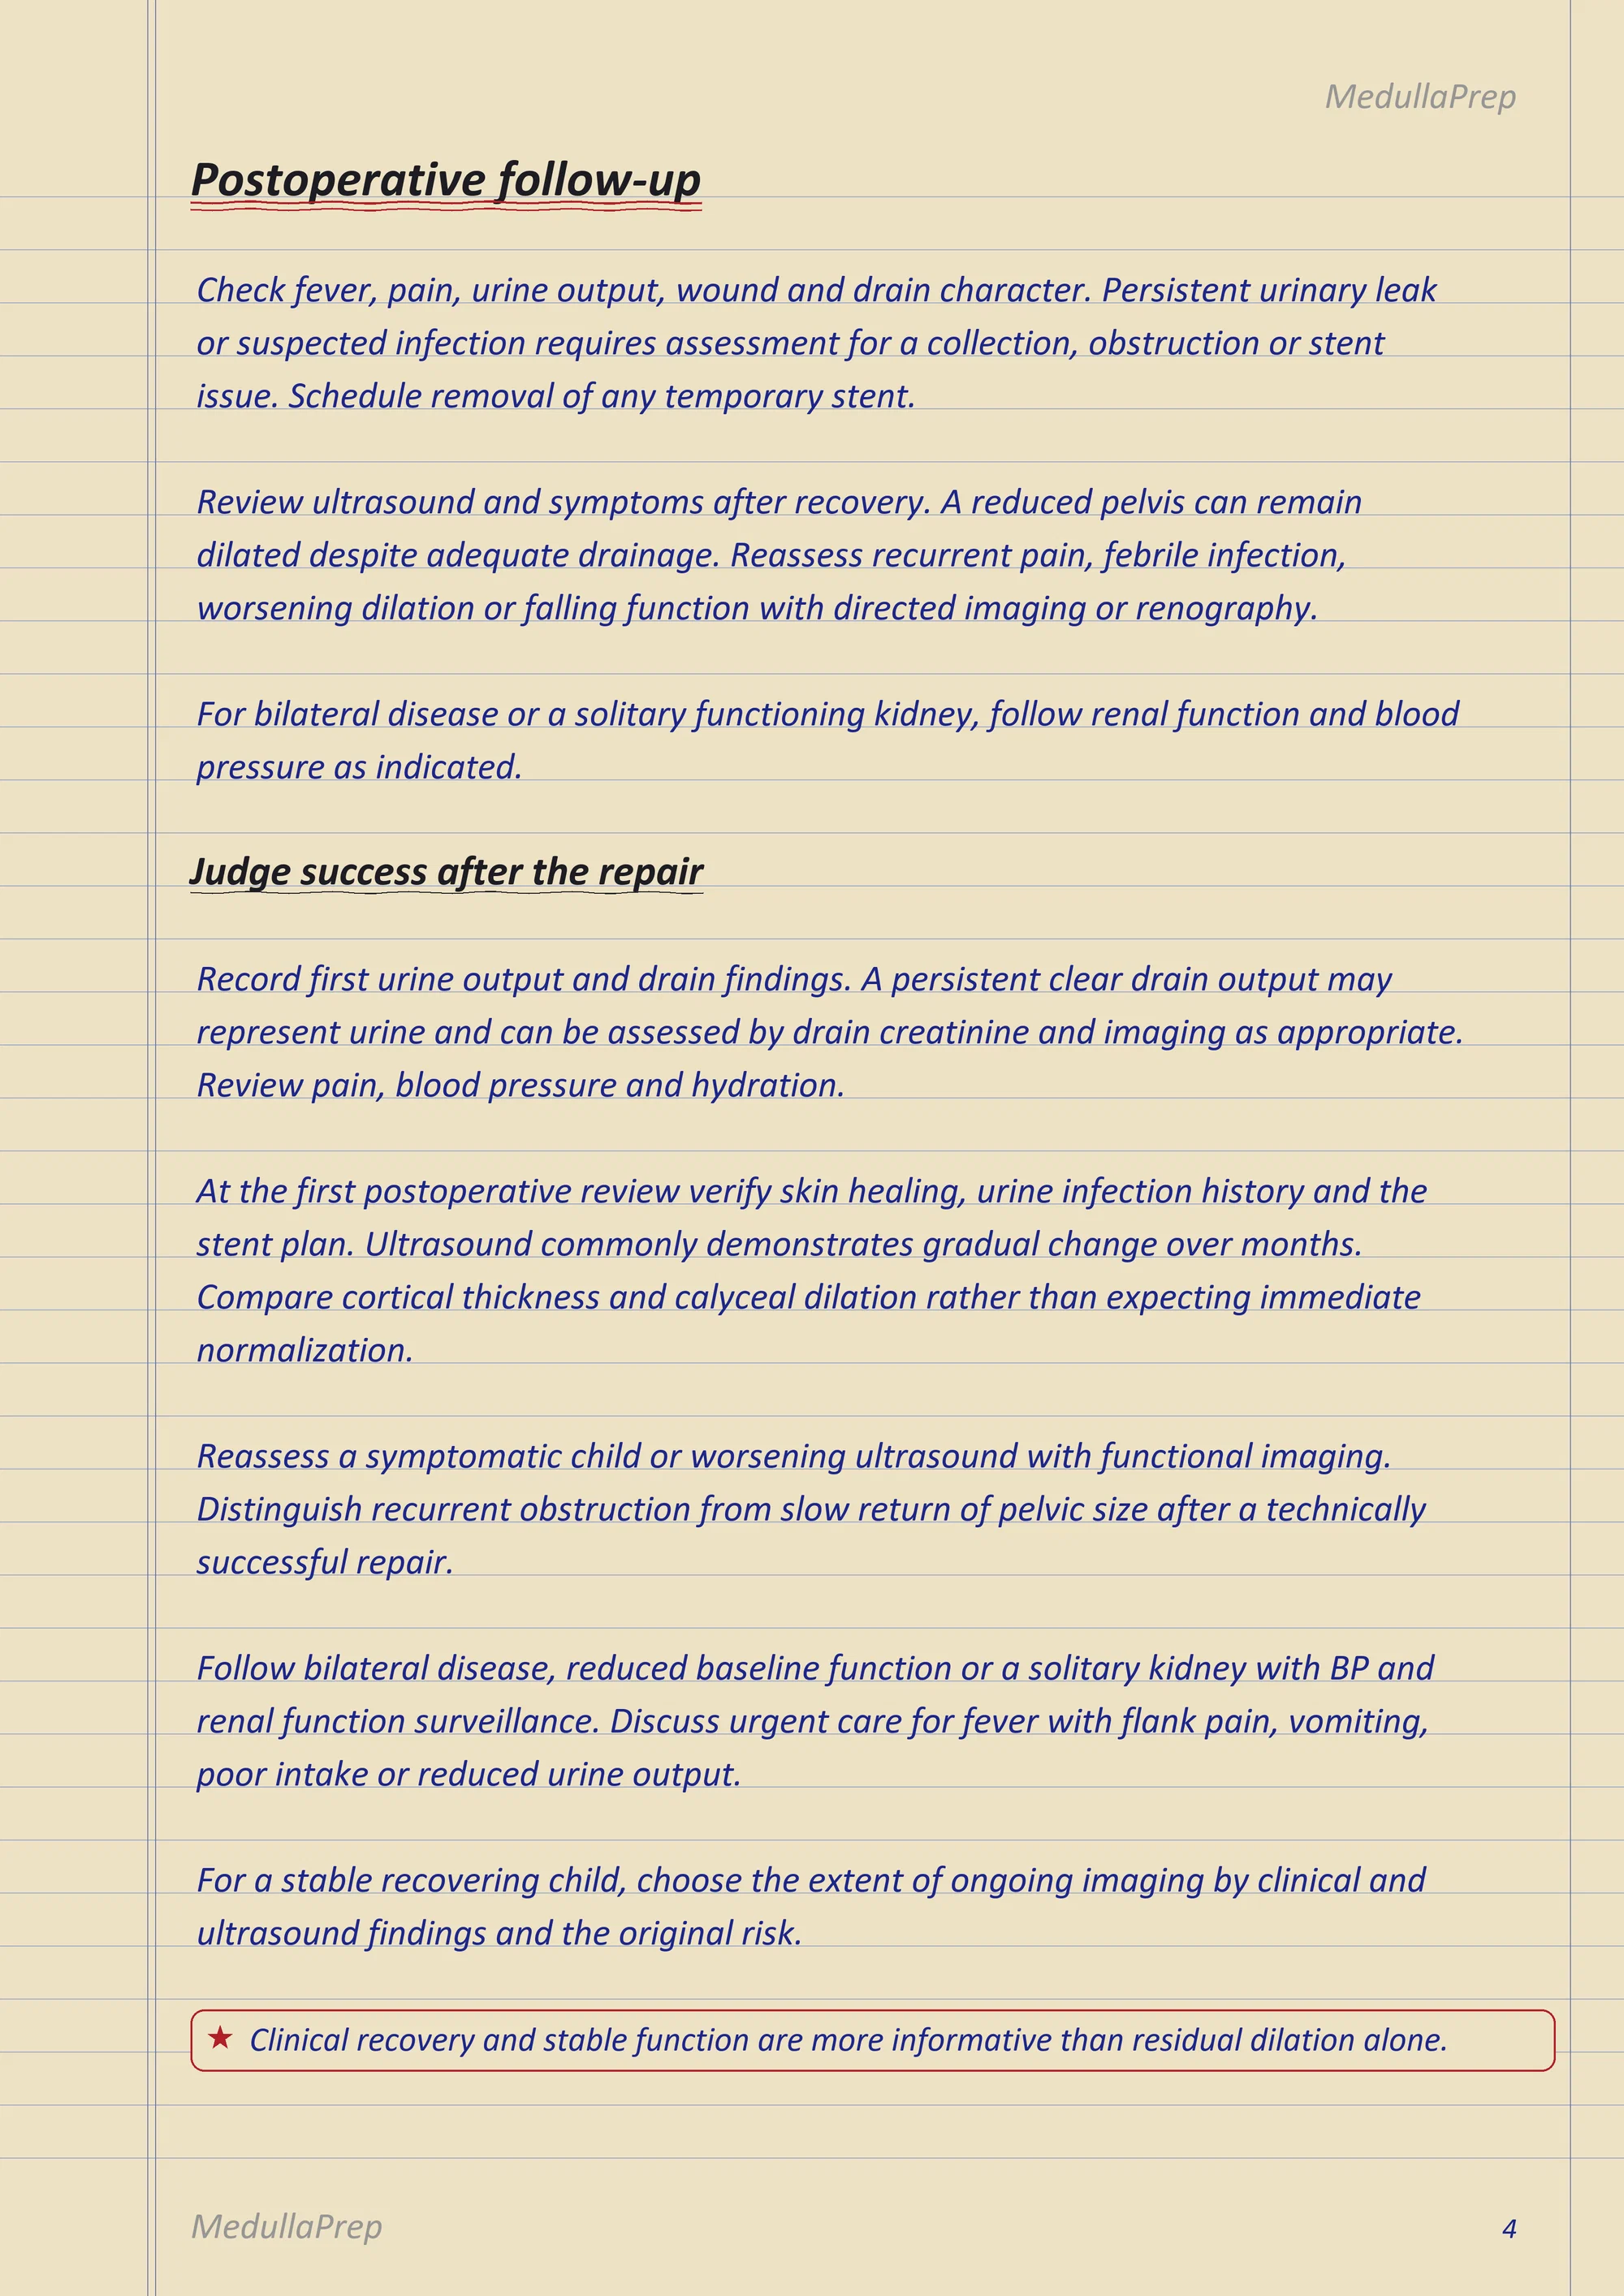 MedullaPrep
Postoperative follow-up
Check fever, pain, urine output, wound and drain character. Persistent urinary leak
or suspected infection requires assessment for a collection, obstruction or stent
issue. Schedule removal of any temporary stent.
Review ultrasound and symptoms after recovery. A reduced pelvis can remain
dilated despite adequate drainage. Reassess recurrent pain, febrile infection,
worsening dilation or falling function with directed imaging or renography.
For bilateral disease or a solitary functioning kidney, follow renal function and blood
pressure as indicated.
Judge success after the repair
Record first urine output and drain findings. A persistent clear drain output may
represent urine and can be assessed by drain creatinine and imaging as appropriate.
Review pain, blood pressure and hydration.
At the first postoperative review verify skin healing, urine infection history and the
stent plan. Ultrasound commonly demonstrates gradual change over months.
Compare cortical thickness and calyceal dilation rather than expecting immediate
normalization.
Reassess a symptomatic child or worsening ultrasound with functional imaging.
Distinguish recurrent obstruction from slow return of pelvic size after a technically
successful repair.
Follow bilateral disease, reduced baseline function or a solitary kidney with BP and
renal function surveillance. Discuss urgent care for fever with flank pain, vomiting,
poor intake or reduced urine output.
For a stable recovering child, choose the extent of ongoing imaging by clinical and
ultrasound findings and the original risk.
★ Clinical recovery and stable function are more informative than residual dilation alone.
MedullaPrep
4